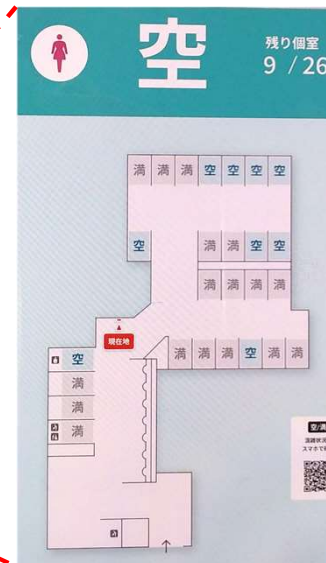 空
残り個室
9 / 26
満 満 満 空 空 空 空
空 満 満 空 空
満 満 満 満
現在地
満 満 満 空 満 満
空
満
満
満
空/満